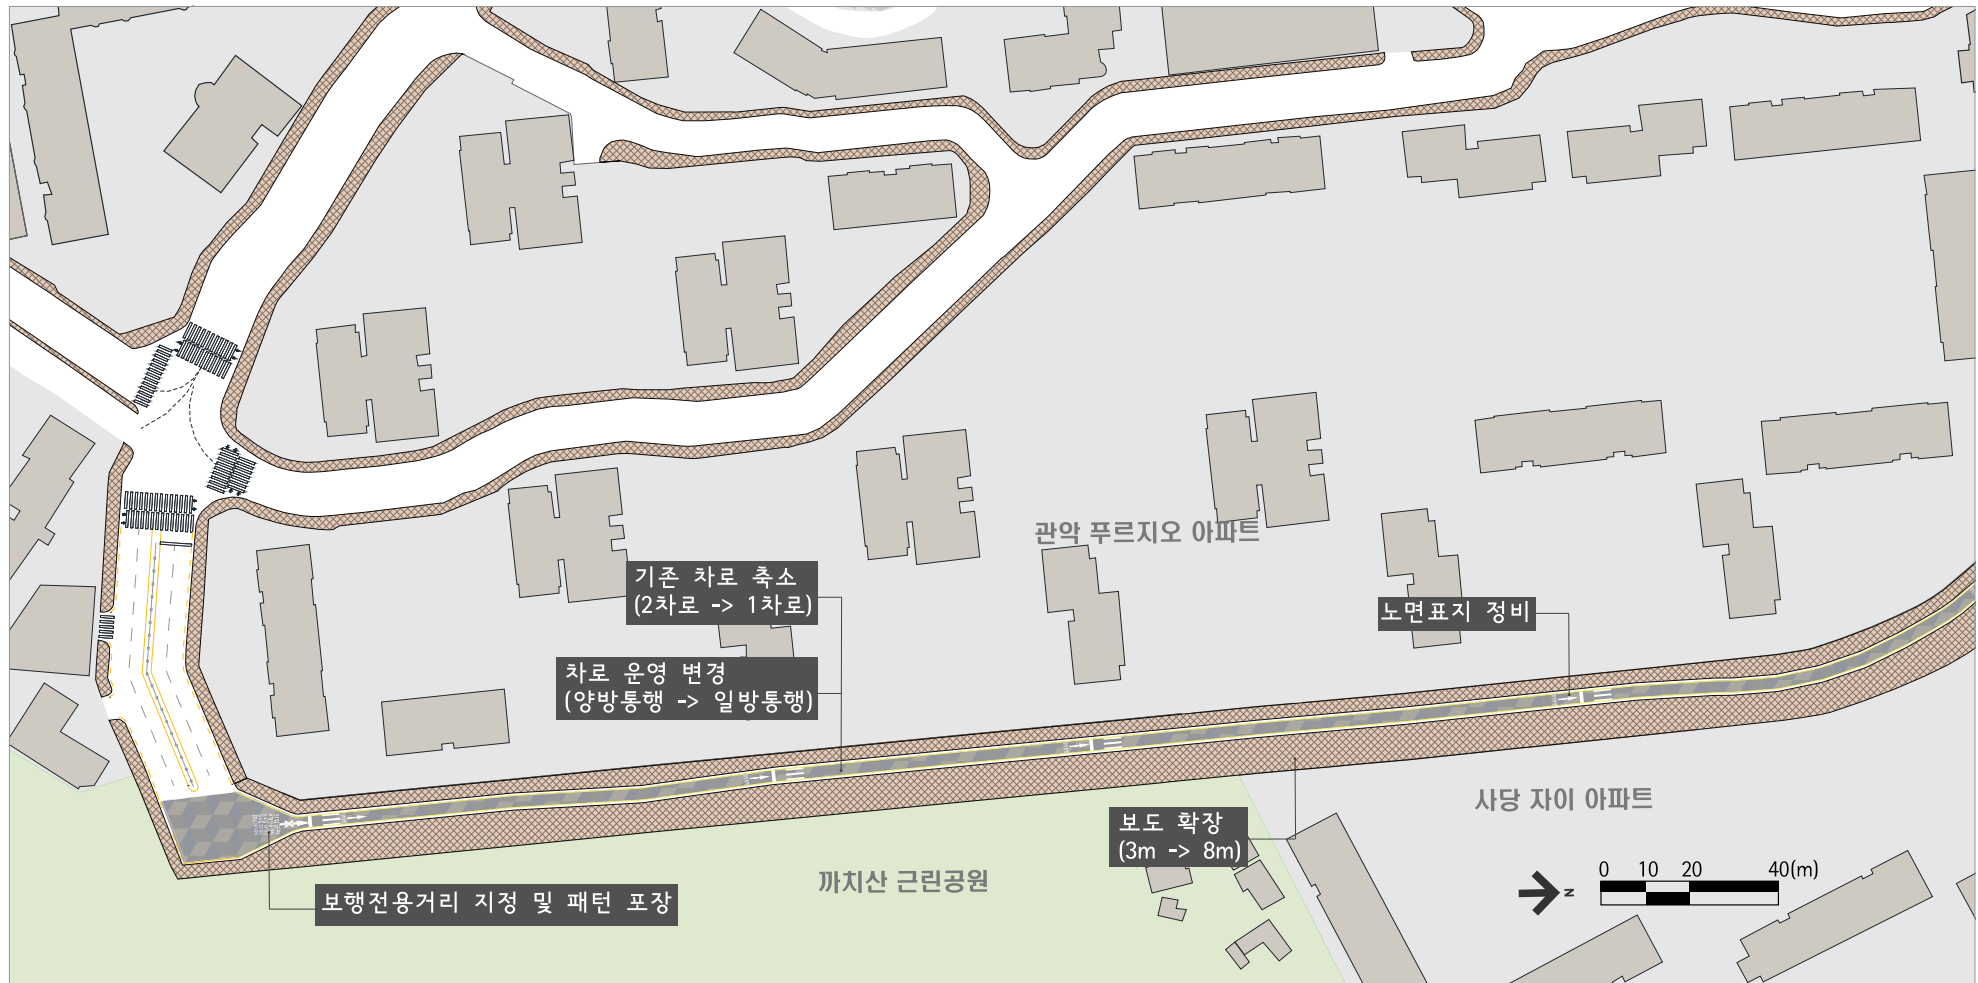 관악 푸르지오 아파트
기존 차로 축소
(2차로 -> 1차로)
노면표지 정비
차로 운영 변경
(양방통행 -> 일방통행)
사당 자이 아파트
보도 확장
(3m -> 8m)
까치산 근린공원
보행전용거리 지정 및 패턴 포장
0 10 20 40(m)
N